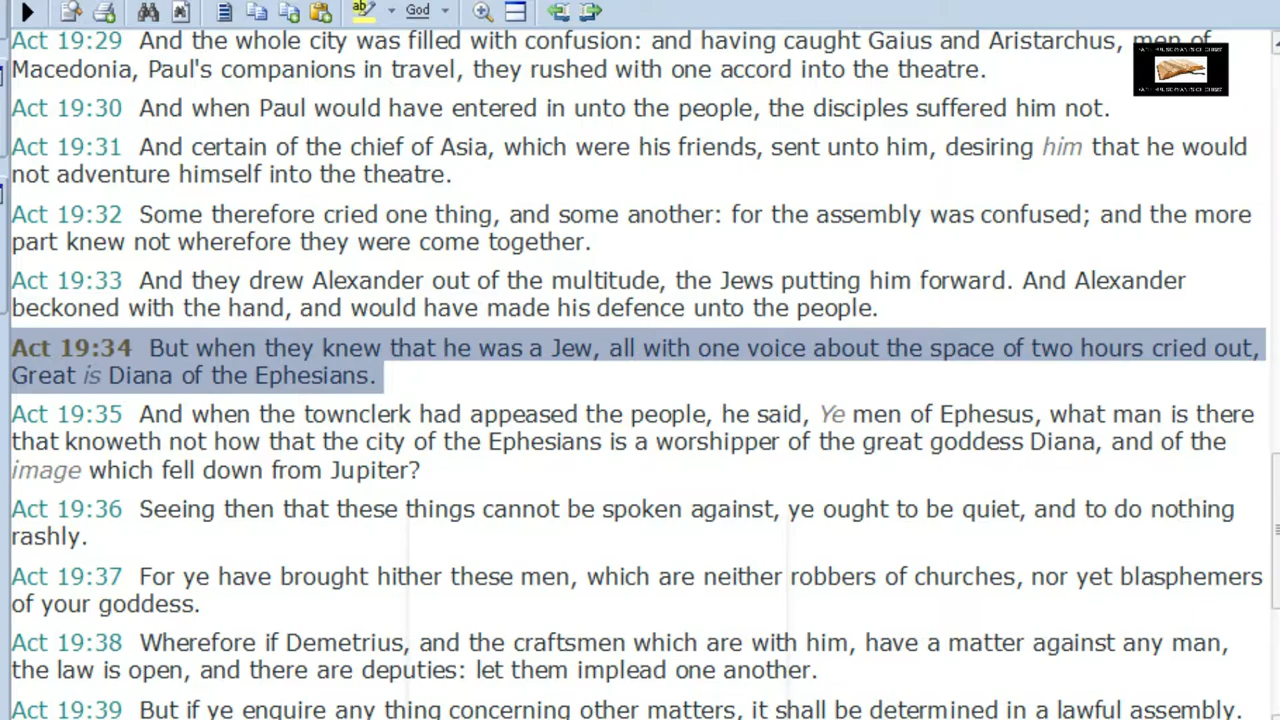 ab
God
Act 19:29 And the whole city was filled with confusion: and having caught Gaius and Aristarchus, men of
Macedonia, Paul's companions in travel, they rushed with one accord into the theatre.
Act 19:30 And when Paul would have entered in unto the people, the disciples suffered him not.
Act 19:31 And certain of the chief of Asia, which were his friends, sent unto him, desiring him that he would
not adventure himself into the theatre.
Act 19:32 Some therefore cried one thing, and some another: for the assembly was confused; and the more
part knew not wherefore they were come together.
Act 19:33 And they drew Alexander out of the multitude, the Jews putting him forward. And Alexander
beckoned with the hand, and would have made his defence unto the people.
Act 19:34 But when they knew that he was a Jew, all with one voice about the space of two hours cried out,
Great is Diana of the Ephesians.
Act 19:35 And when the townclerk had appeased the people, he said, Ye men of Ephesus, what man is there
that knoweth not how that the city of the Ephesians is a worshipper of the great goddess Diana, and of the
image which fell down from Jupiter?
Act 19:36 Seeing then that these things cannot be spoken against, ye ought to be quiet, and to do nothing
rashly.
Act 19:37 For ye have brought hither these men, which are neither robbers of churches, nor yet blasphemers
of your goddess.
Act 19:38 Wherefore if Demetrius, and the craftsmen which are with him, have a matter against any man,
the law is open, and there are deputies: let them implead one another.
Act 19:39 But if ye enquire any thing concerning other matters, it shall be determined in a lawful assembly.